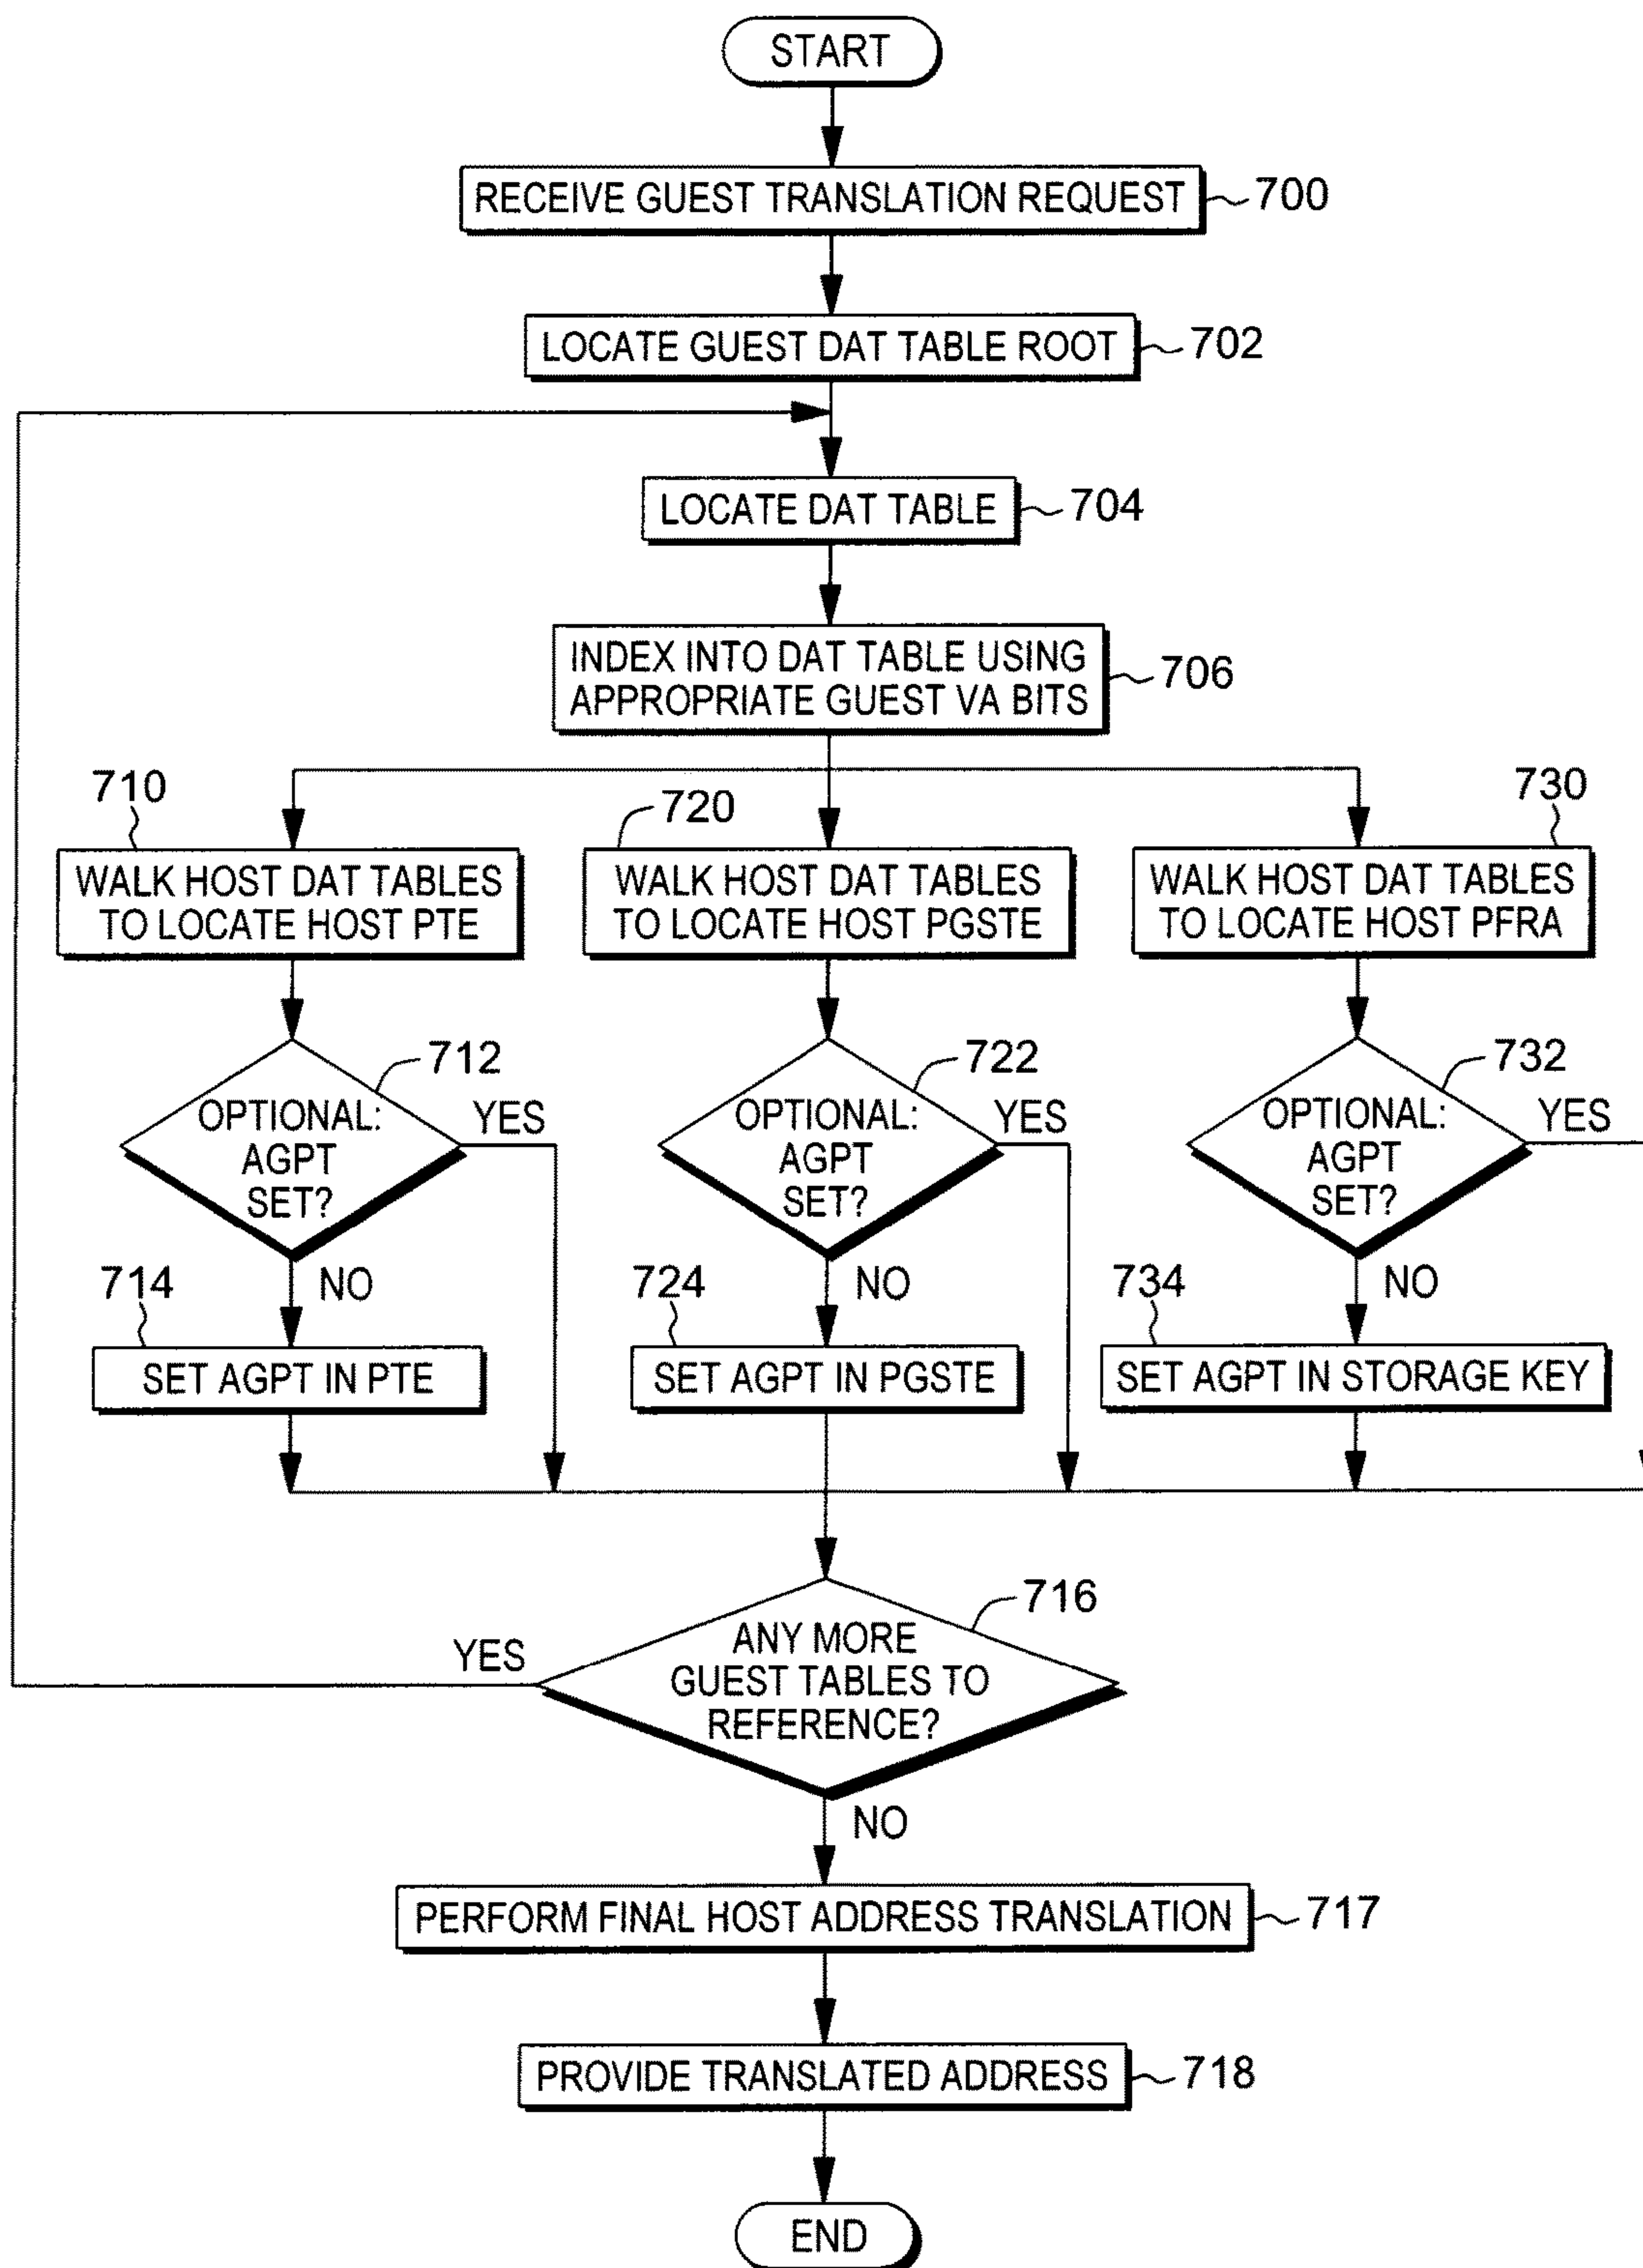 START
RECEIVE GUEST TRANSLATION REQUEST
700
LOCATE GUEST DAT TABLE ROOT
702
LOCATE DAT TABLE
704
INDEX INTO DAT TABLE USING
APPROPRIATE GUEST VA BITS
706
710
WALK HOST DAT TABLES
TO LOCATE HOST PTE
720
WALK HOST DAT TABLES
TO LOCATE HOST PGSTE
730
WALK HOST DAT TABLES
TO LOCATE HOST PFRA
712
OPTIONAL:
AGPT
SET?
YES
NO
722
OPTIONAL:
AGPT
SET?
YES
NO
732
OPTIONAL:
AGPT
SET?
YES
NO
714
SET AGPT IN PTE
724
SET AGPT IN PGSTE
734
SET AGPT IN STORAGE KEY
716
ANY MORE
GUEST TABLES TO
REFERENCE?
YES
NO
PERFORM FINAL HOST ADDRESS TRANSLATION
717
PROVIDE TRANSLATED ADDRESS
718
END